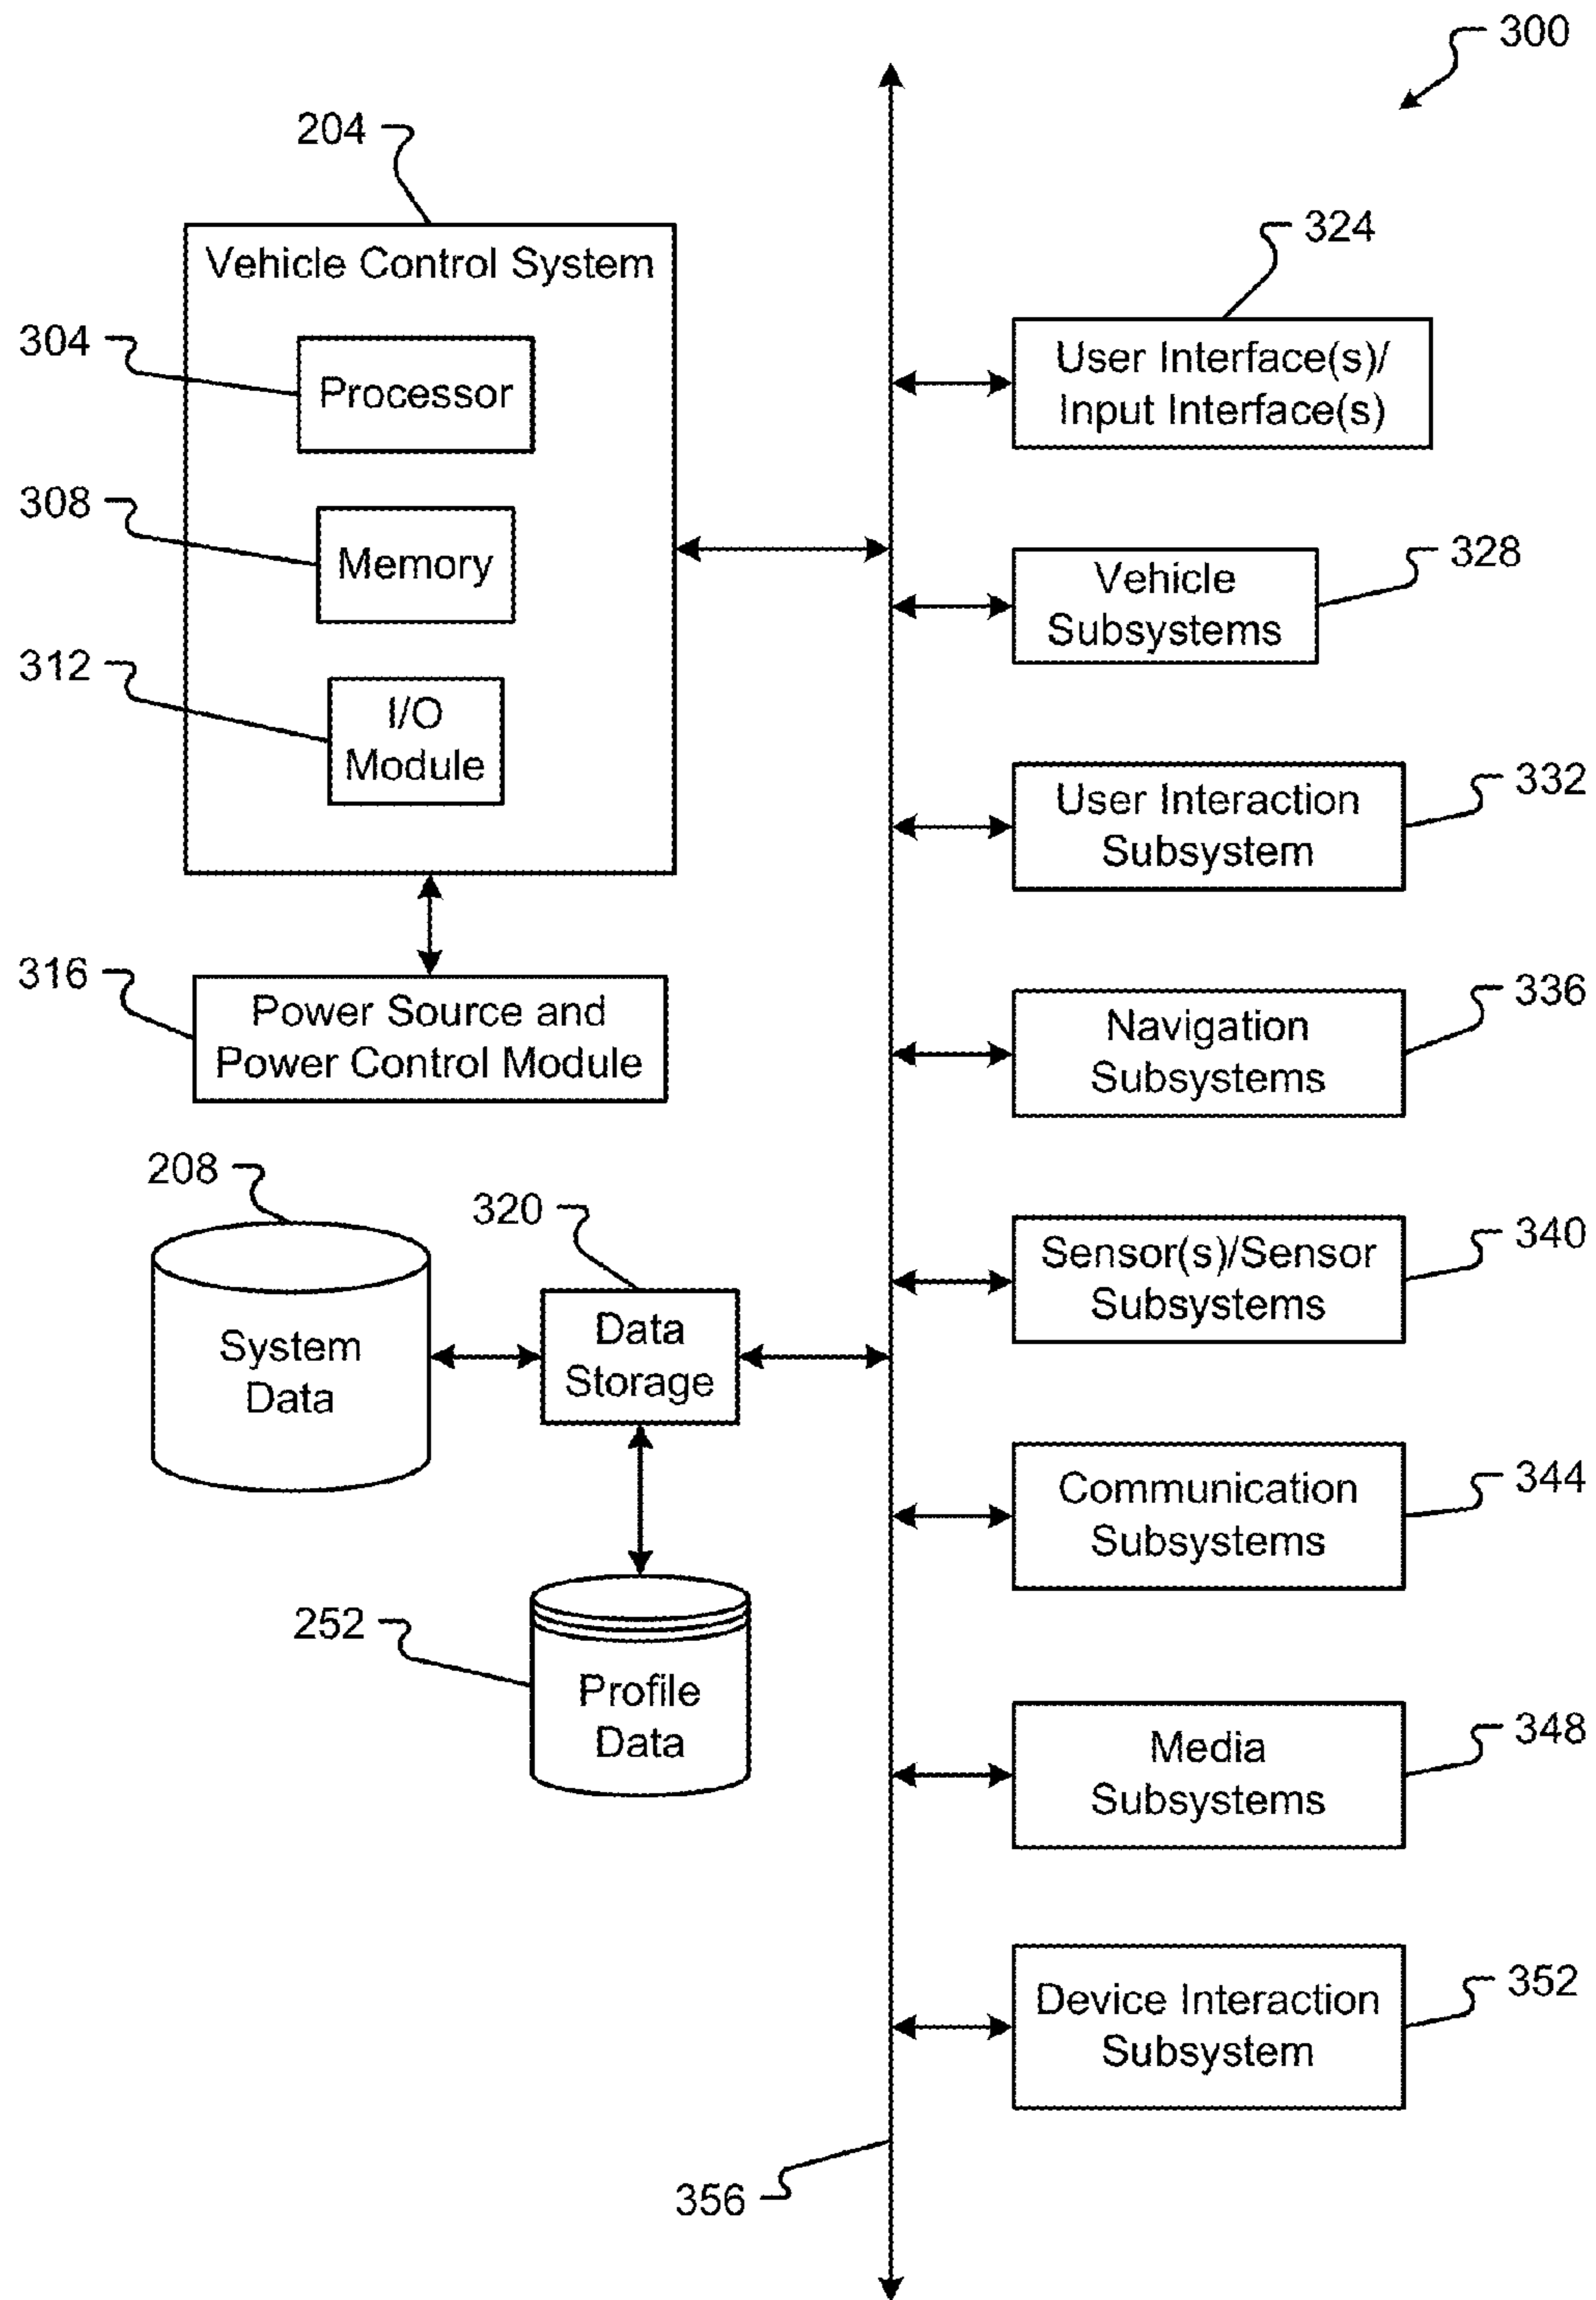 300
204
Vehicle Control System
304
Processor
308
Memory
312
I/O
Module
316
Power Source and
Power Control Module
208
System
Data
320
Data
Storage
252
Profile
Data
324
User Interface(s)/
Input Interface(s)
328
Vehicle
Subsystems
332
User Interaction
Subsystem
336
Navigation
Subsystems
340
Sensor(s)/Sensor
Subsystems
344
Communication
Subsystems
348
Media
Subsystems
352
Device Interaction
Subsystem
356